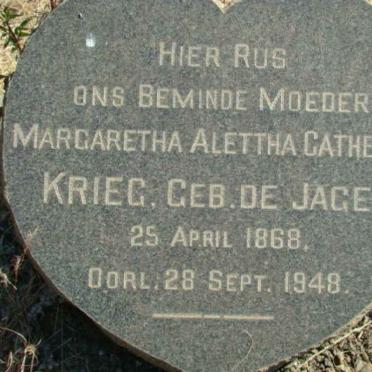 HIER RUS
ONS BEMINDE MOEDER
MARGARETHA ALETTHA CATHE
KRIEG, GEB. DE JAGE
25 APRIL 1868.
OORL. 28 SEPT. 1948.